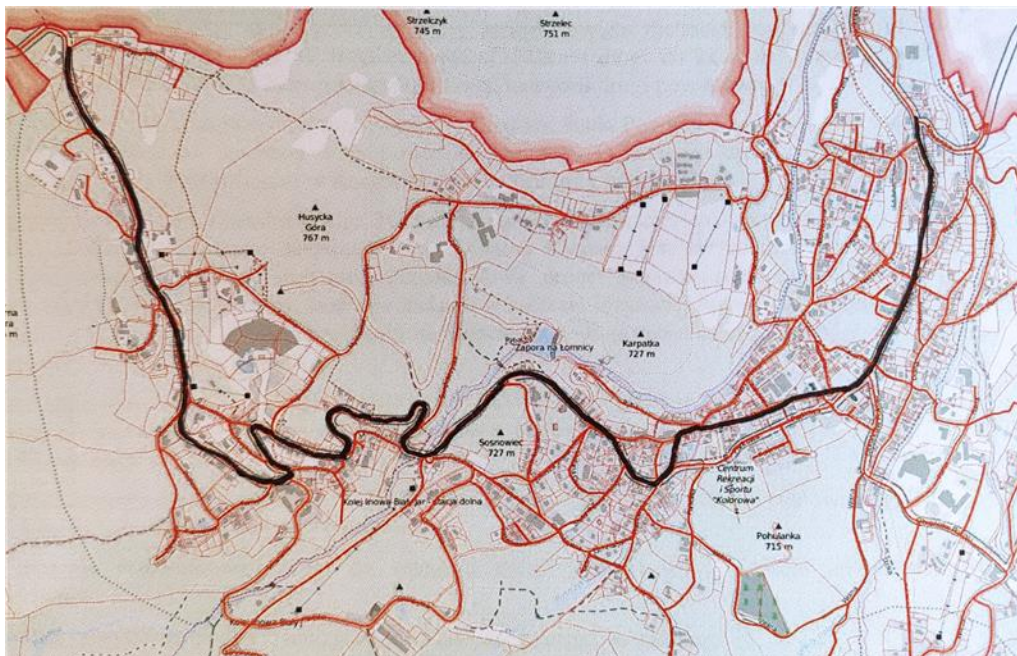 Strzelczyk
745 m
Strzelec
751 m
Husycka
Góra
767 m
Zapora na Łomnicy
Karpatka
727 m
Sosnowiec
727 m
Centrum
Rekreacji
i Sportu
"Kolorowa"
Kolej linowa Biały Jar - stacja dolna
Pohulanka
715 m